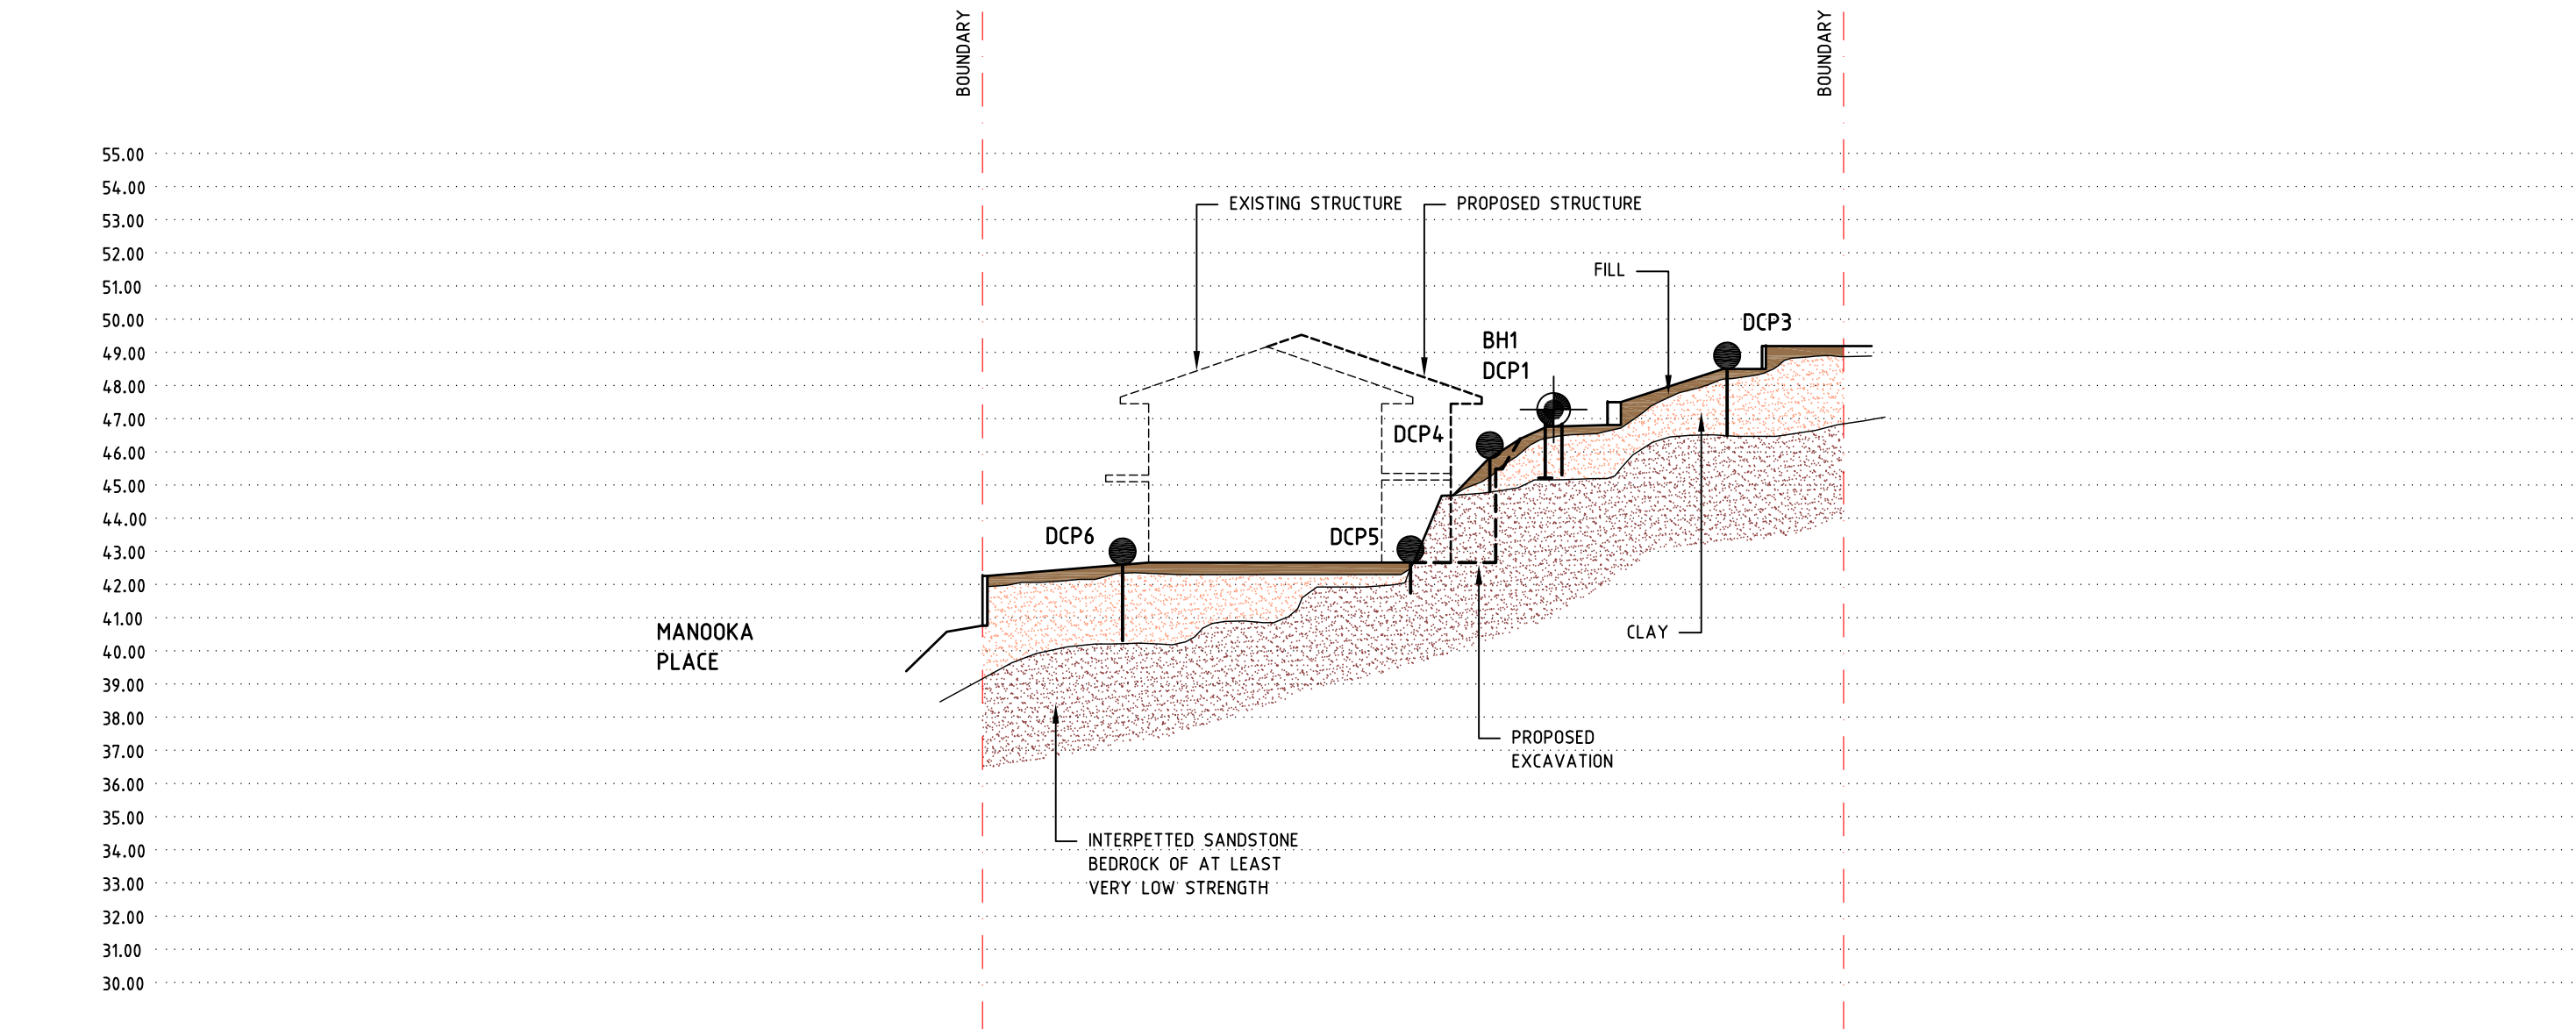 BOUNDARY
BOUNDARY
55.00
54.00
53.00
EXISTING STRUCTURE
PROPOSED STRUCTURE
52.00
51.00
FILL
50.00
DCP3
49.00
BH1
DCP1
48.00
47.00
DCP4
46.00
45.00
44.00
43.00
DCP6
DCP5
42.00
41.00
MANOOKA
PLACE
CLAY
40.00
39.00
38.00
37.00
PROPOSED
EXCAVATION
36.00
35.00
34.00
INTERPETTED SANDSTONE
BEDROCK OF AT LEAST
VERY LOW STRENGTH
33.00
32.00
31.00
30.00